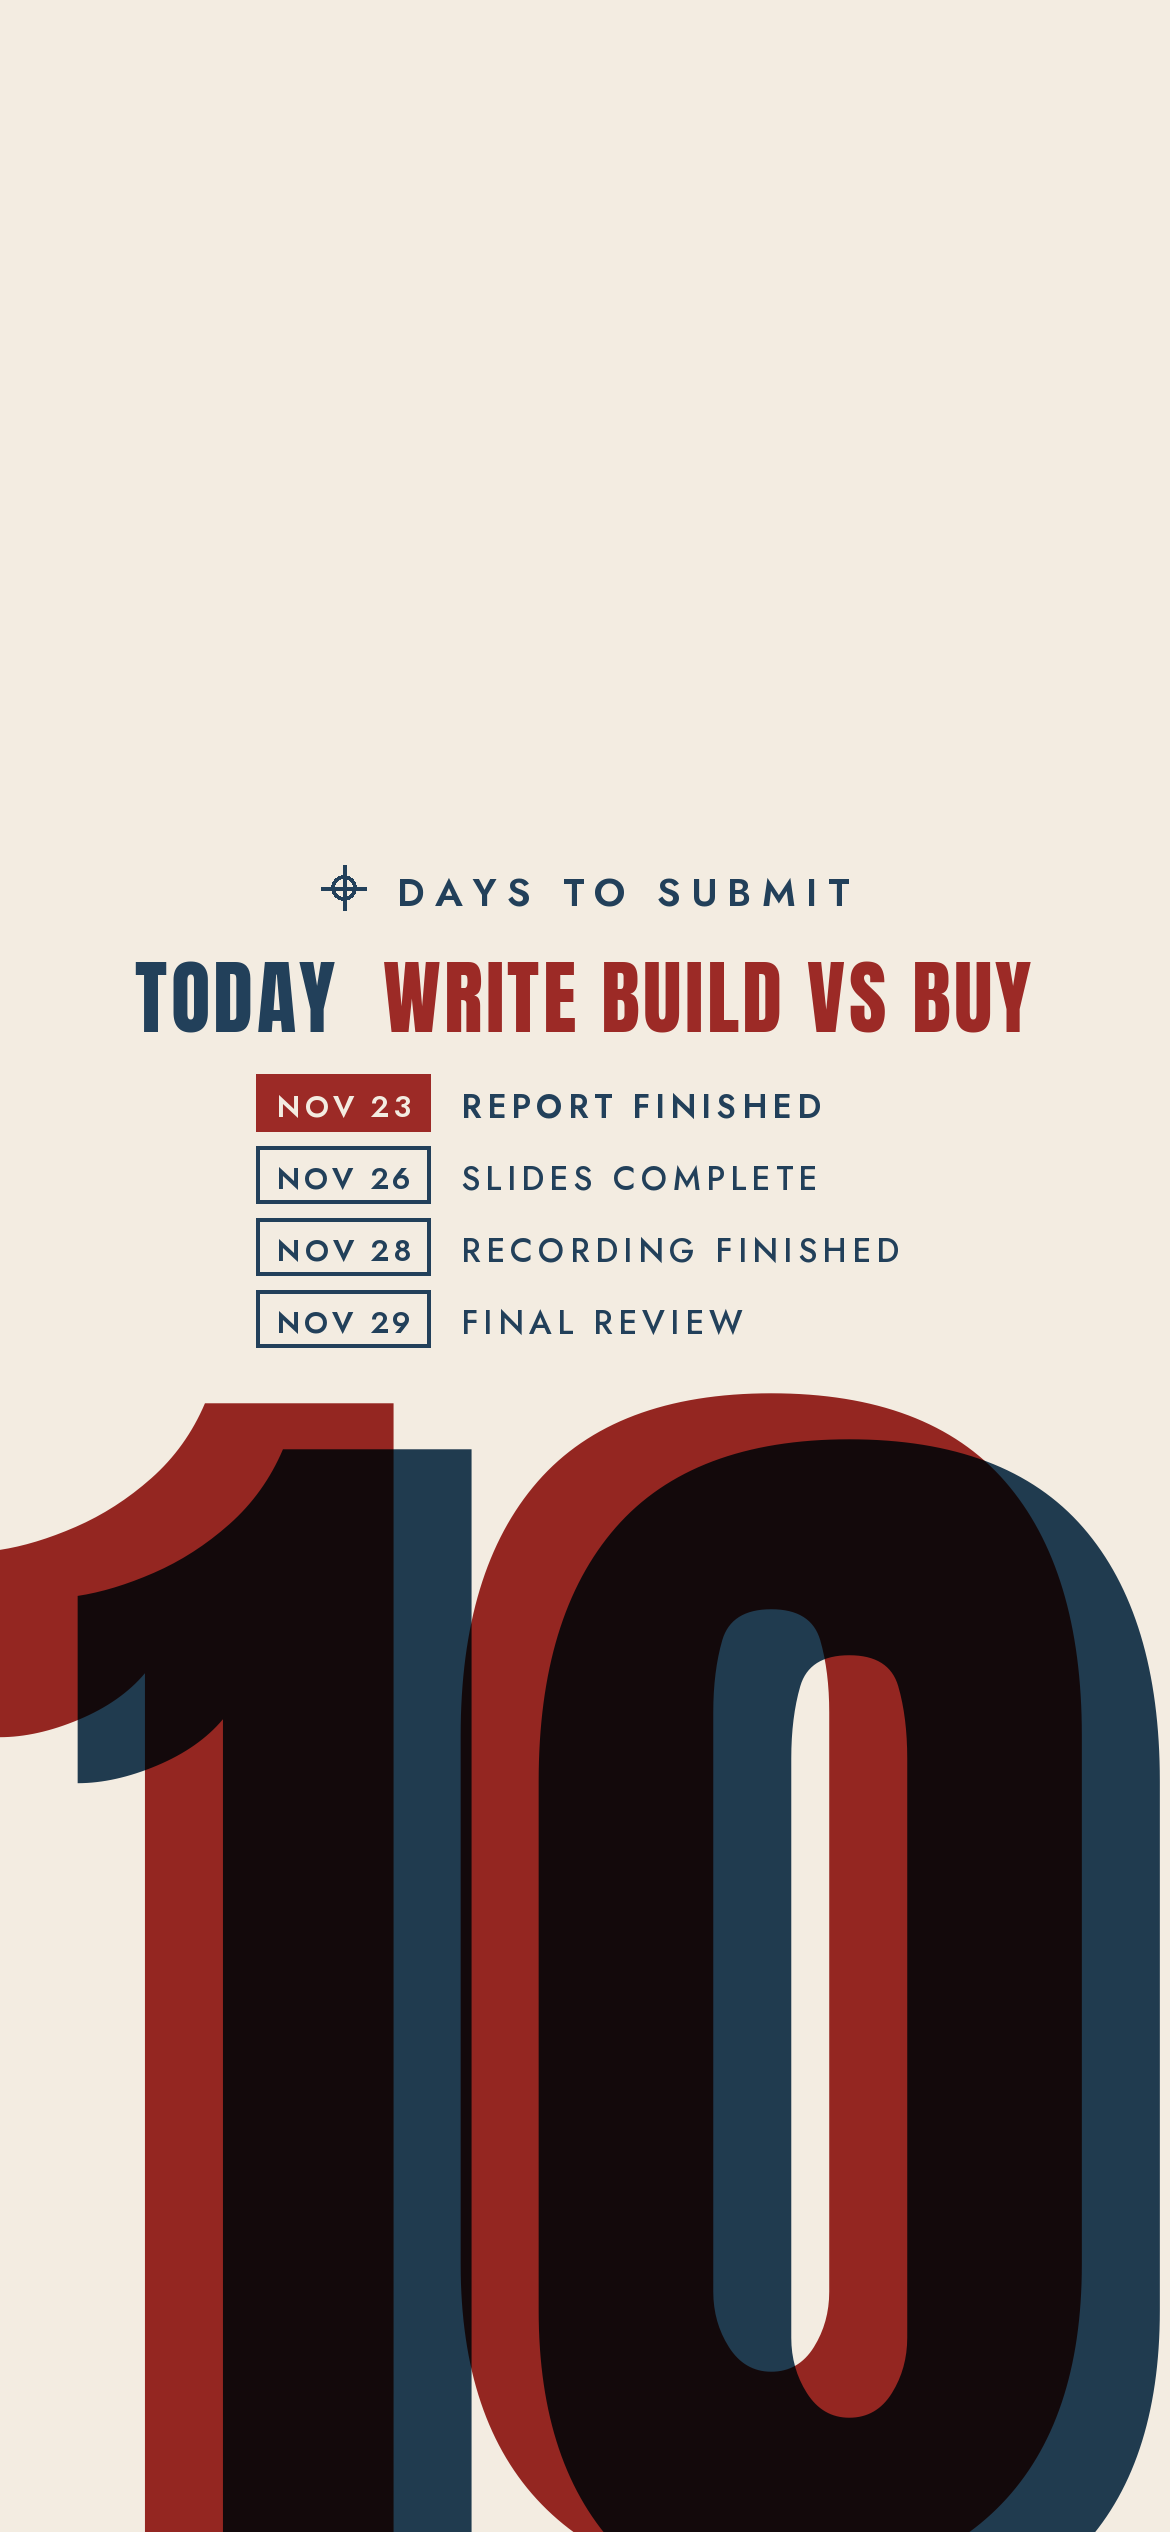 DAYS TO SUBMIT
TODAY WRITE BUILD VS BUY
NOV 23 REPORT FINISHED
NOV 26 SLIDES COMPLETE
NOV 28 RECORDING FINISHED
NOV 29 FINAL REVIEW
10